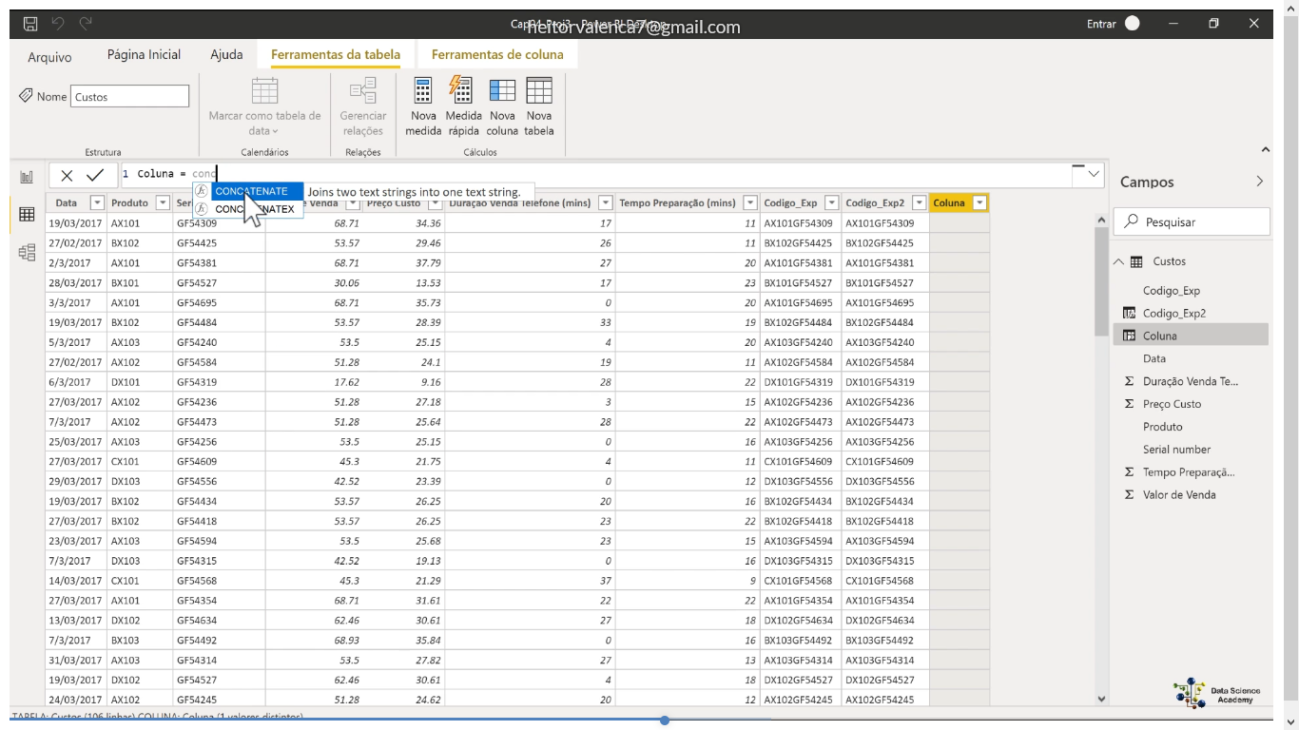 Cap04-Proj3 - Power BI Desktop
heitorvalenca7@gmail.com
Entrar
Arquivo Página Inicial Ajuda Ferramentas da tabela Ferramentas de coluna
Nome Custos
Marcar como tabela de data
Gerenciar relações
Nova medida Medida rápida Nova coluna Nova tabela
Estrutura Calendários Relações Cálculos
1 Coluna = conc
CONCATENATE Joins two text strings into one text string.
CONCATENATEX
Data Produto Venda Preço Custo Duração Venda Telefone (mins) Tempo Preparação (mins) Codigo_Exp Codigo_Exp2 Coluna
19/03/2017 AX101 GF54309 68.71 34.36 17 11 AX101GF54309 AX101GF54309
27/02/2017 BX102 GF54425 53.57 29.46 26 11 BX102GF54425 BX102GF54425
2/3/2017 AX101 GF54381 68.71 37.79 27 20 AX101GF54381 AX101GF54381
28/03/2017 BX101 GF54527 30.06 13.53 17 23 BX101GF54527 BX101GF54527
3/3/2017 AX101 GF54695 68.71 35.73 0 20 AX101GF54695 AX101GF54695
19/03/2017 BX102 GF54484 53.57 28.39 33 19 BX102GF54484 BX102GF54484
5/3/2017 AX103 GF54240 53.5 25.15 4 20 AX103GF54240 AX103GF54240
27/02/2017 AX102 GF54584 51.28 24.1 19 11 AX102GF54584 AX102GF54584
6/3/2017 DX101 GF54319 17.62 9.16 28 22 DX101GF54319 DX101GF54319
27/03/2017 AX102 GF54236 51.28 27.18 3 15 AX102GF54236 AX102GF54236
7/3/2017 AX102 GF54473 51.28 25.64 28 22 AX102GF54473 AX102GF54473
25/03/2017 AX103 GF54256 53.5 25.15 0 16 AX103GF54256 AX103GF54256
27/03/2017 CX101 GF54609 45.3 21.75 4 11 CX101GF54609 CX101GF54609
29/03/2017 DX103 GF54556 42.52 23.39 0 12 DX103GF54556 DX103GF54556
19/03/2017 BX102 GF54434 53.57 26.25 20 16 BX102GF54434 BX102GF54434
27/03/2017 BX102 GF54418 53.57 26.25 23 22 BX102GF54418 BX102GF54418
23/03/2017 AX103 GF54594 53.5 25.68 23 15 AX103GF54594 AX103GF54594
7/3/2017 DX103 GF54315 42.52 19.13 0 16 DX103GF54315 DX103GF54315
14/03/2017 CX101 GF54568 45.3 21.29 37 9 CX101GF54568 CX101GF54568
27/03/2017 AX101 GF54354 68.71 31.61 22 22 AX101GF54354 AX101GF54354
13/03/2017 DX102 GF54634 62.46 30.61 27 18 DX102GF54634 DX102GF54634
7/3/2017 BX103 GF54492 68.93 35.84 0 16 BX103GF54492 BX103GF54492
31/03/2017 AX103 GF54314 53.5 27.82 27 13 AX103GF54314 AX103GF54314
19/03/2017 DX102 GF54527 62.46 30.61 4 18 DX102GF54527 DX102GF54527
24/03/2017 AX102 GF54245 51.28 24.62 20 12 AX102GF54245 AX102GF54245
TABELA: Custos (106 linhas) COLUNA: Coluna (1 valores distintos)
Campos
Pesquisar
Custos
Codigo_Exp
Codigo_Exp2
Coluna
Data
Duração Venda Te...
Preço Custo
Produto
Serial number
Tempo Preparaçã...
Valor de Venda
Data Science
Academy